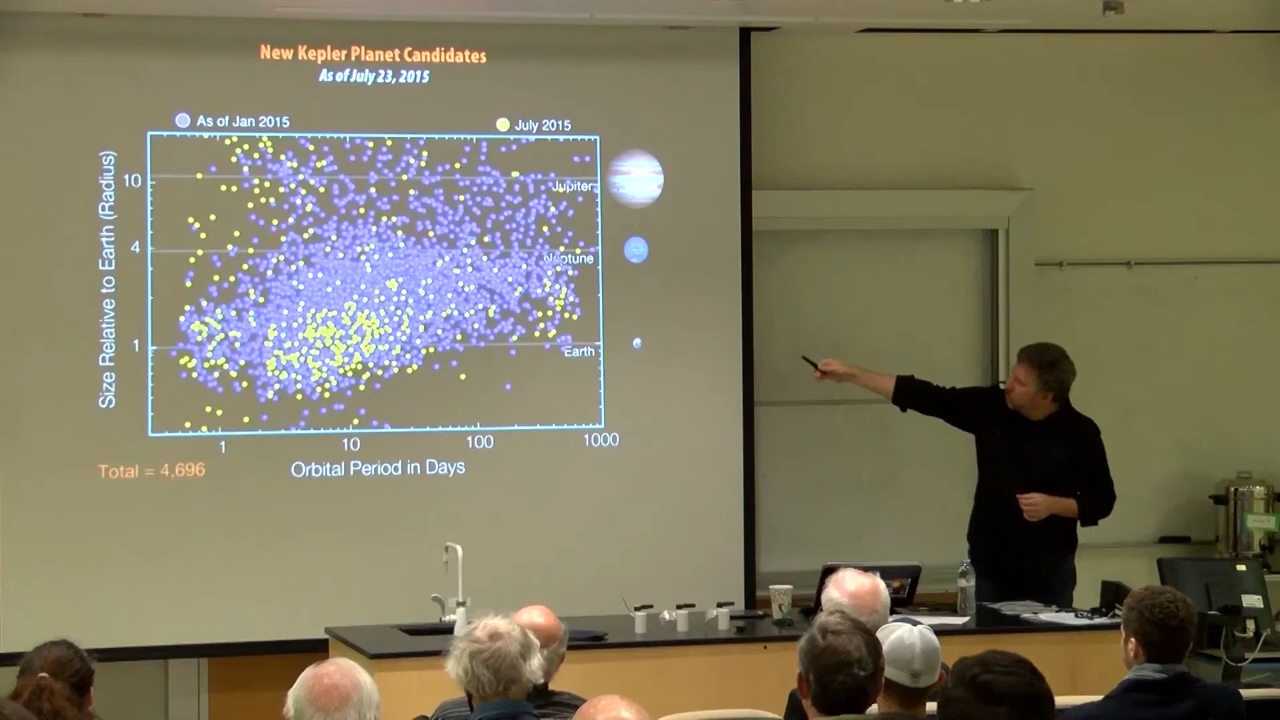 New Kepler Planet Candidates
As of July 23, 2015
As of Jan 2015
July 2015
Size Relative to Earth (Radius)
10
Jupiter
4
Neptune
1
Earth
1
10
100
1000
Total = 4,696
Orbital Period in Days